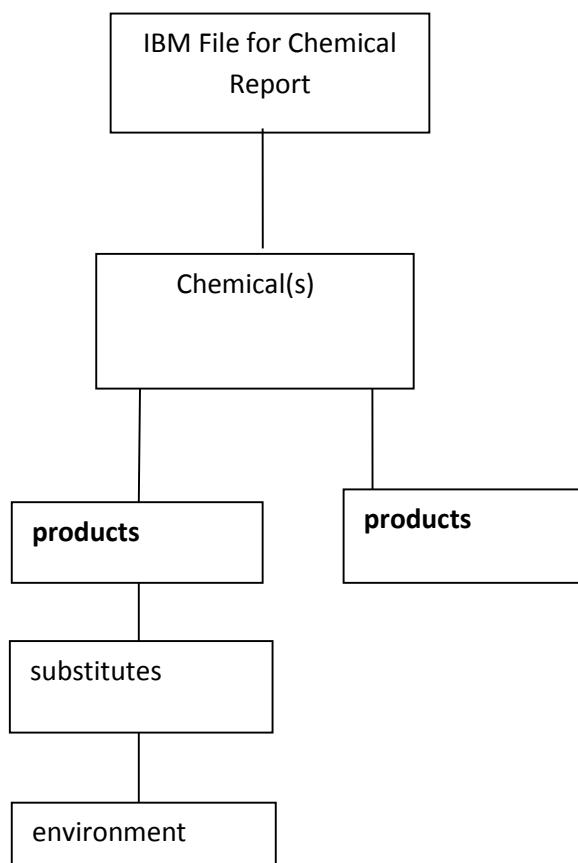 IBM File for Chemical
Report
Chemical(s)
products
products
substitutes
environment